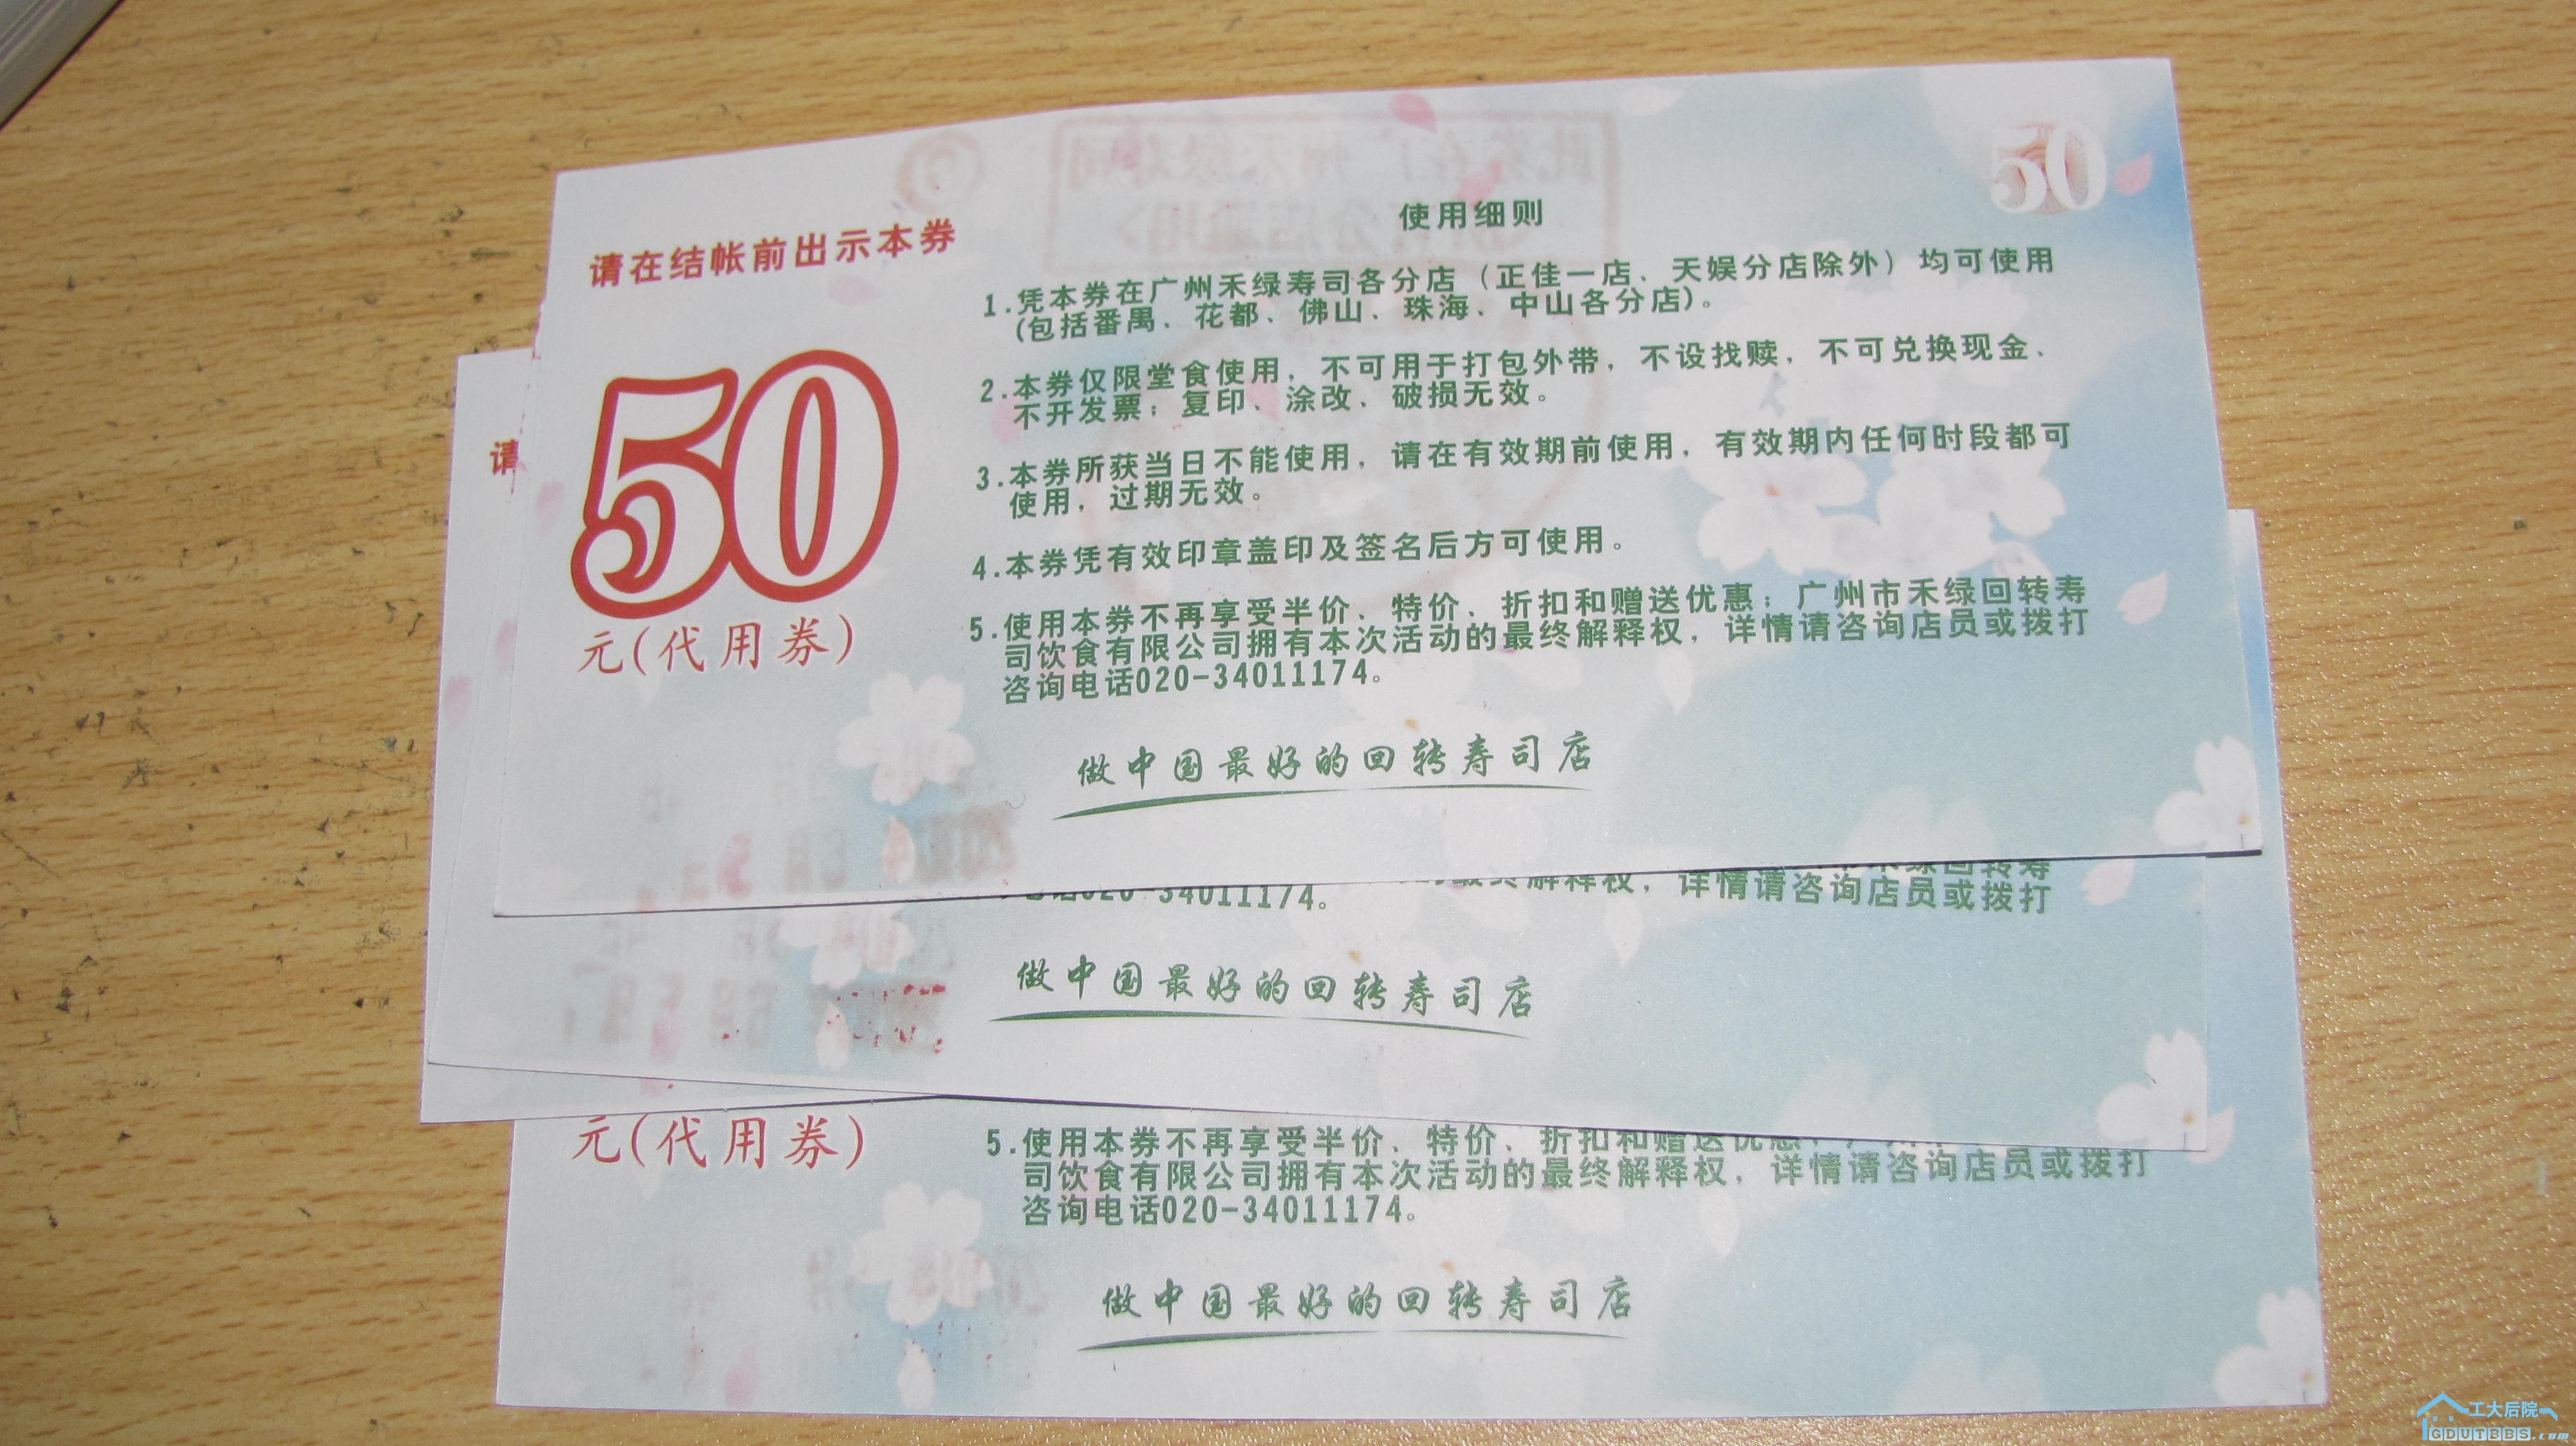 50
请在结帐前出示本券
50
元(代用券)
使用细则
1.凭本券在广州禾绿寿司各分店（正佳一店、天娱分店除外）均可使用
(包括番禺、花都、佛山、珠海、中山各分店)。
2.本券仅限堂食使用，不可用于打包外带，不设找赎，不可兑换现金、
不开发票；复印、涂改、破损无效。
3.本券所获当日不能使用，请在有效期前使用，有效期内任何时段都可
使用，过期无效。
4.本券凭有效印章盖印及签名后方可使用。
5.使用本券不再享受半价、特价、折扣和赠送优惠；广州市禾绿回转寿
司饮食有限公司拥有本次活动的最终解释权，详情请咨询店员或拨打
咨询电话020-34011174。
做中国最好的回转寿司店
请
的最终解释权，详情请咨询店员或拨打
电话020-34011174。
做中国最好的回转寿司店
元(代用券)
5.使用本券不再享受半价、特价、折扣和赠送优惠
司饮食有限公司拥有本次活动的最终解释权，详情请咨询店员或拨打
咨询电话020-34011174。
做中国最好的回转寿司店
工大后院
GDUTBBS.com